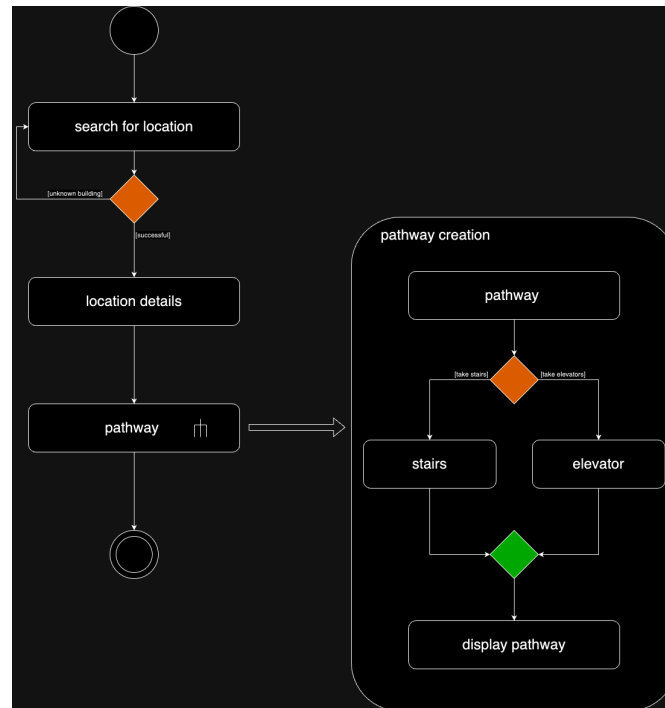 search for location
[unknown building]
[successful]
location details
pathway
pathway creation
pathway
[take stairs]
[take elevators]
stairs
elevator
display pathway